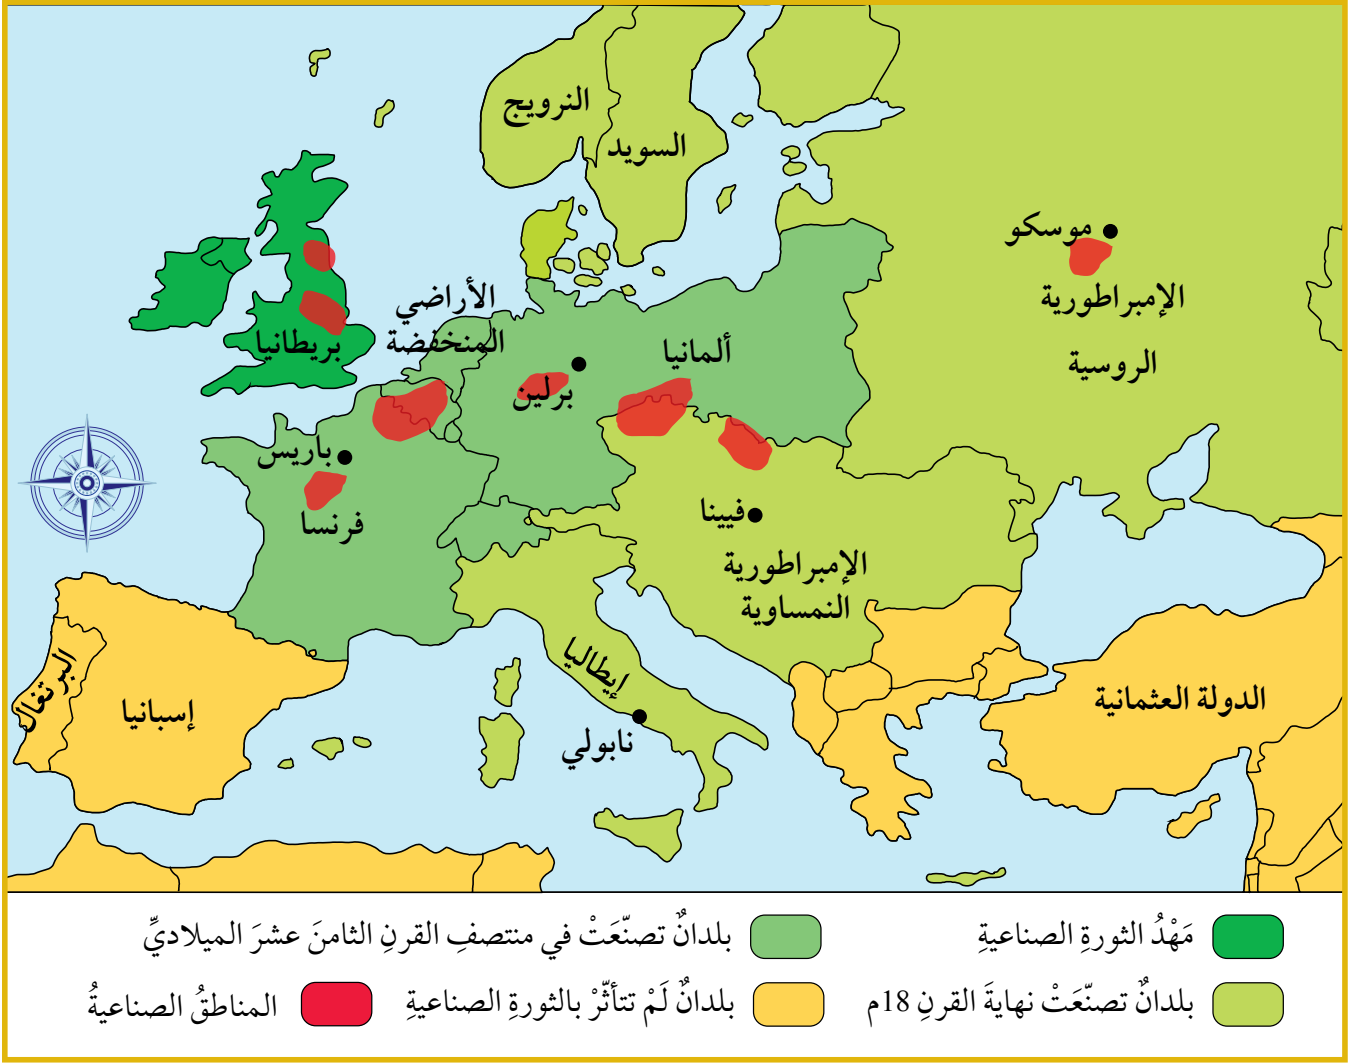 النرويج
السويد
موسكو
الإمبراطورية
الروسية
الأراضي
المنخفضة
بريطانيا
ألمانيا
برلين
باريس
فرنسا
فيينا
الإمبراطورية
النمساوية
إيطاليا
نابولي
البرتغال
إسبانيا
الدولة العثمانية
مَهْدُ الثورةِ الصناعيةِ
بلدانٌ تصنّعَتْ في منتصفِ القرنِ الثامنَ عشرَ الميلاديِّ
بلدانٌ تصنّعَتْ نهايةَ القرنِ 18م
بلدانٌ لَمْ تتأثّرْ بالثورةِ الصناعيةِ
المناطقُ الصناعيةُ